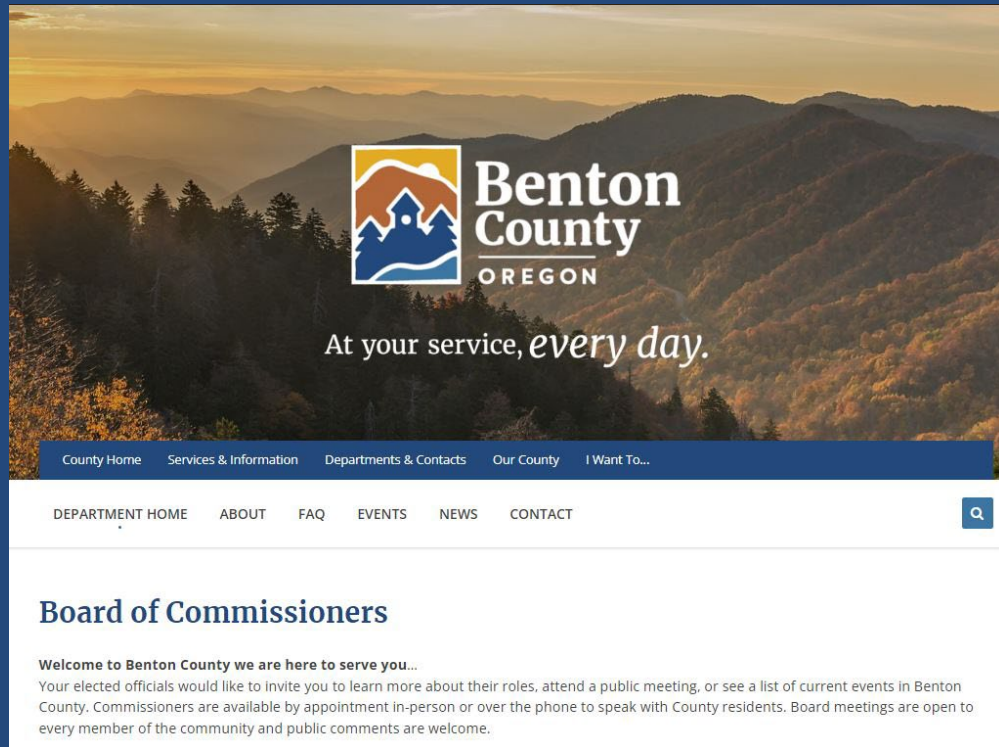 Benton
County
OREGON
At your service, every day.
County Home Services & Information Departments & Contacts Our County I Want To...
DEPARTMENT HOME ABOUT FAQ EVENTS NEWS CONTACT
Board of Commissioners
Welcome to Benton County we are here to serve you...
Your elected officials would like to invite you to learn more about their roles, attend a public meeting, or see a list of current events in Benton
County. Commissioners are available by appointment in-person or over the phone to speak with County residents. Board meetings are open to
every member of the community and public comments are welcome.